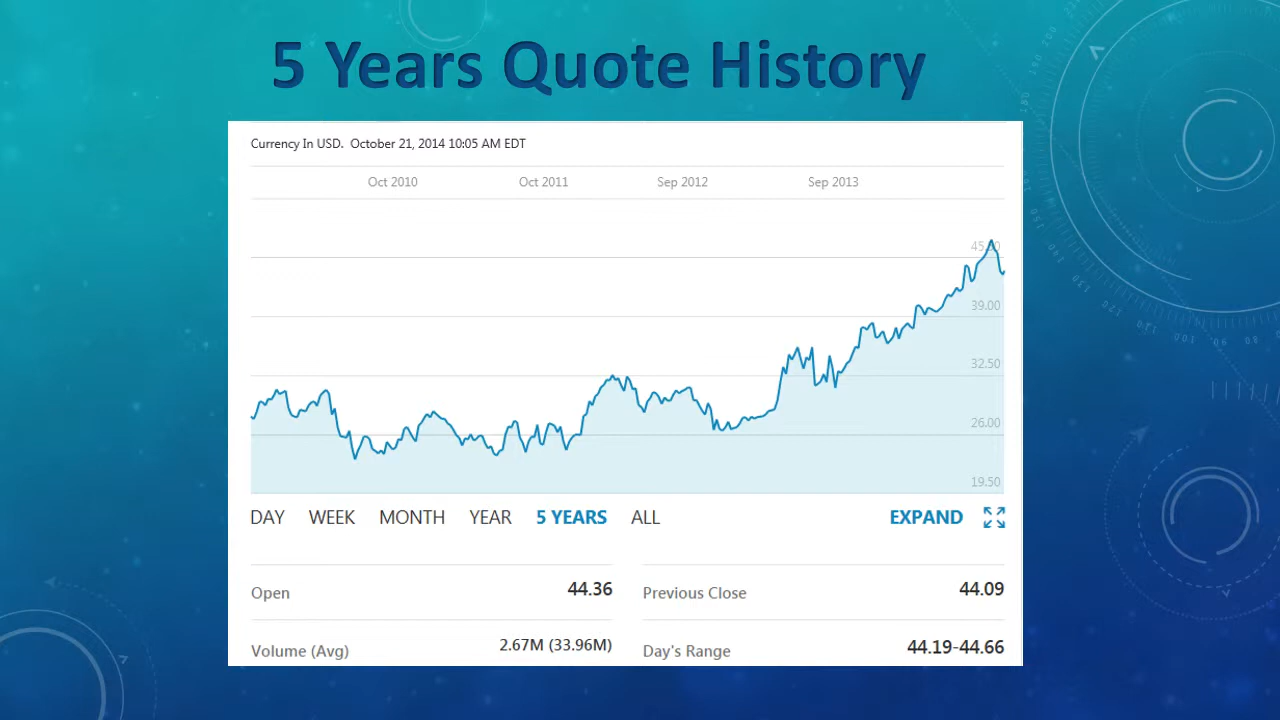 5 Years Quote History
Currency In USD. October 21, 2014 10:05 AM EDT
Oct 2010 Oct 2011 Sep 2012 Sep 2013
45.50
39.00
32.50
26.00
19.50
DAY WEEK MONTH YEAR 5 YEARS ALL EXPAND
Open 44.36 Previous Close 44.09
Volume (Avg) 2.67M (33.96M) Day's Range 44.19-44.66